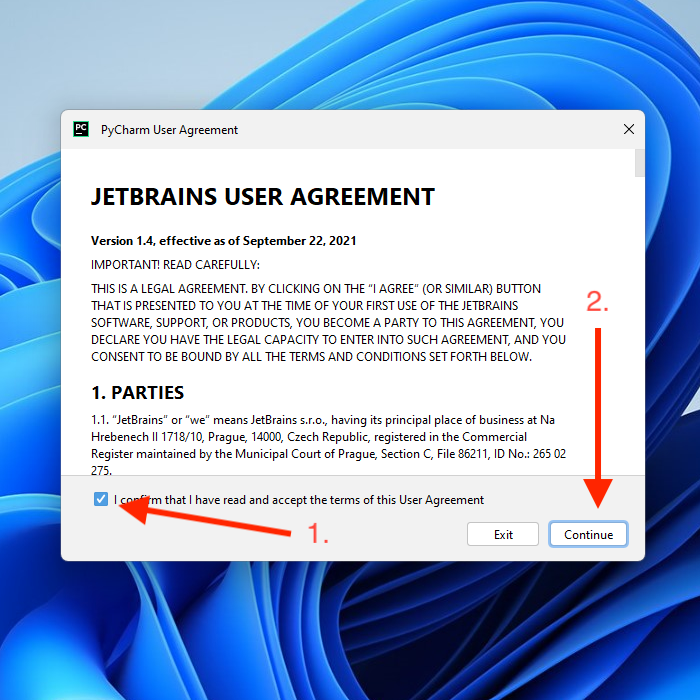 PC PyCharm User Agreement
JETBRAINS USER AGREEMENT
Version 1.4, effective as of September 22, 2021
IMPORTANT! READ CAREFULLY:
THIS IS A LEGAL AGREEMENT. BY CLICKING ON THE “I AGREE” (OR SIMILAR) BUTTON
THAT IS PRESENTED TO YOU AT THE TIME OF YOUR FIRST USE OF THE JETBRAINS
SOFTWARE, SUPPORT, OR PRODUCTS, YOU BECOME A PARTY TO THIS AGREEMENT, YOU
DECLARE YOU HAVE THE LEGAL CAPACITY TO ENTER INTO SUCH AGREEMENT, AND YOU
CONSENT TO BE BOUND BY ALL THE TERMS AND CONDITIONS SET FORTH BELOW.
2.
1. PARTIES
1.1. “JetBrains” or “we” means JetBrains s.r.o., having its principal place of business at Na
Hrebenech II 1718/10, Prague, 14000, Czech Republic, registered in the Commercial
Register maintained by the Municipal Court of Prague, Section C, File 86211, ID No.: 265 02
275.
I confirm that I have read and accept the terms of this User Agreement
1.
Exit
Continue